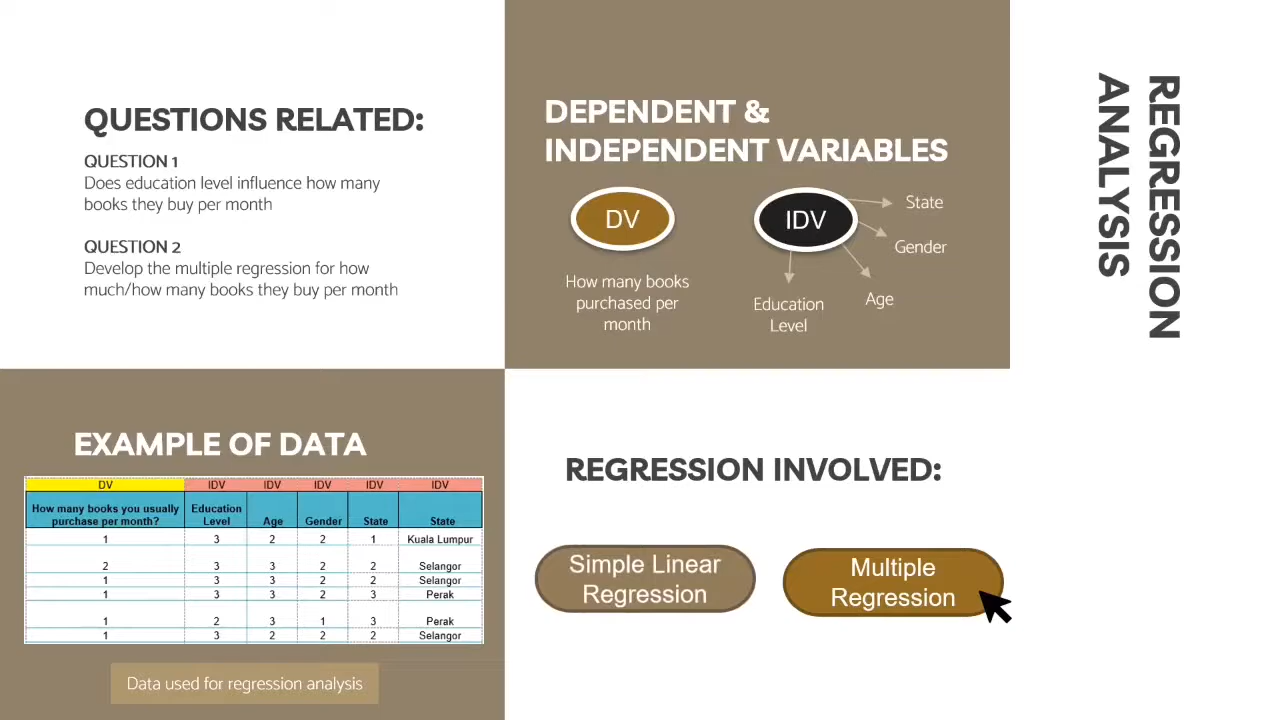 QUESTIONS RELATED:
QUESTION 1
Does education level influence how many
books they buy per month
QUESTION 2
Develop the multiple regression for how
much/how many books they buy per month
DEPENDENT &
INDEPENDENT VARIABLES
DV
How many books
purchased per
month
IDV
State
Gender
Age
Education
Level
REGRESSION
ANALYSIS
EXAMPLE OF DATA
DV IDV IDV IDV IDV IDV
How many books you usually purchase per month? Education Level Age Gender State State
1 3 2 2 1 Kuala Lumpur
2 3 3 2 2 Selangor
1 3 3 2 2 Selangor
1 3 3 2 3 Perak
1 2 3 1 3 Perak
1 3 2 2 2 Selangor
Data used for regression analysis
REGRESSION INVOLVED:
Simple Linear
Regression
Multiple
Regression